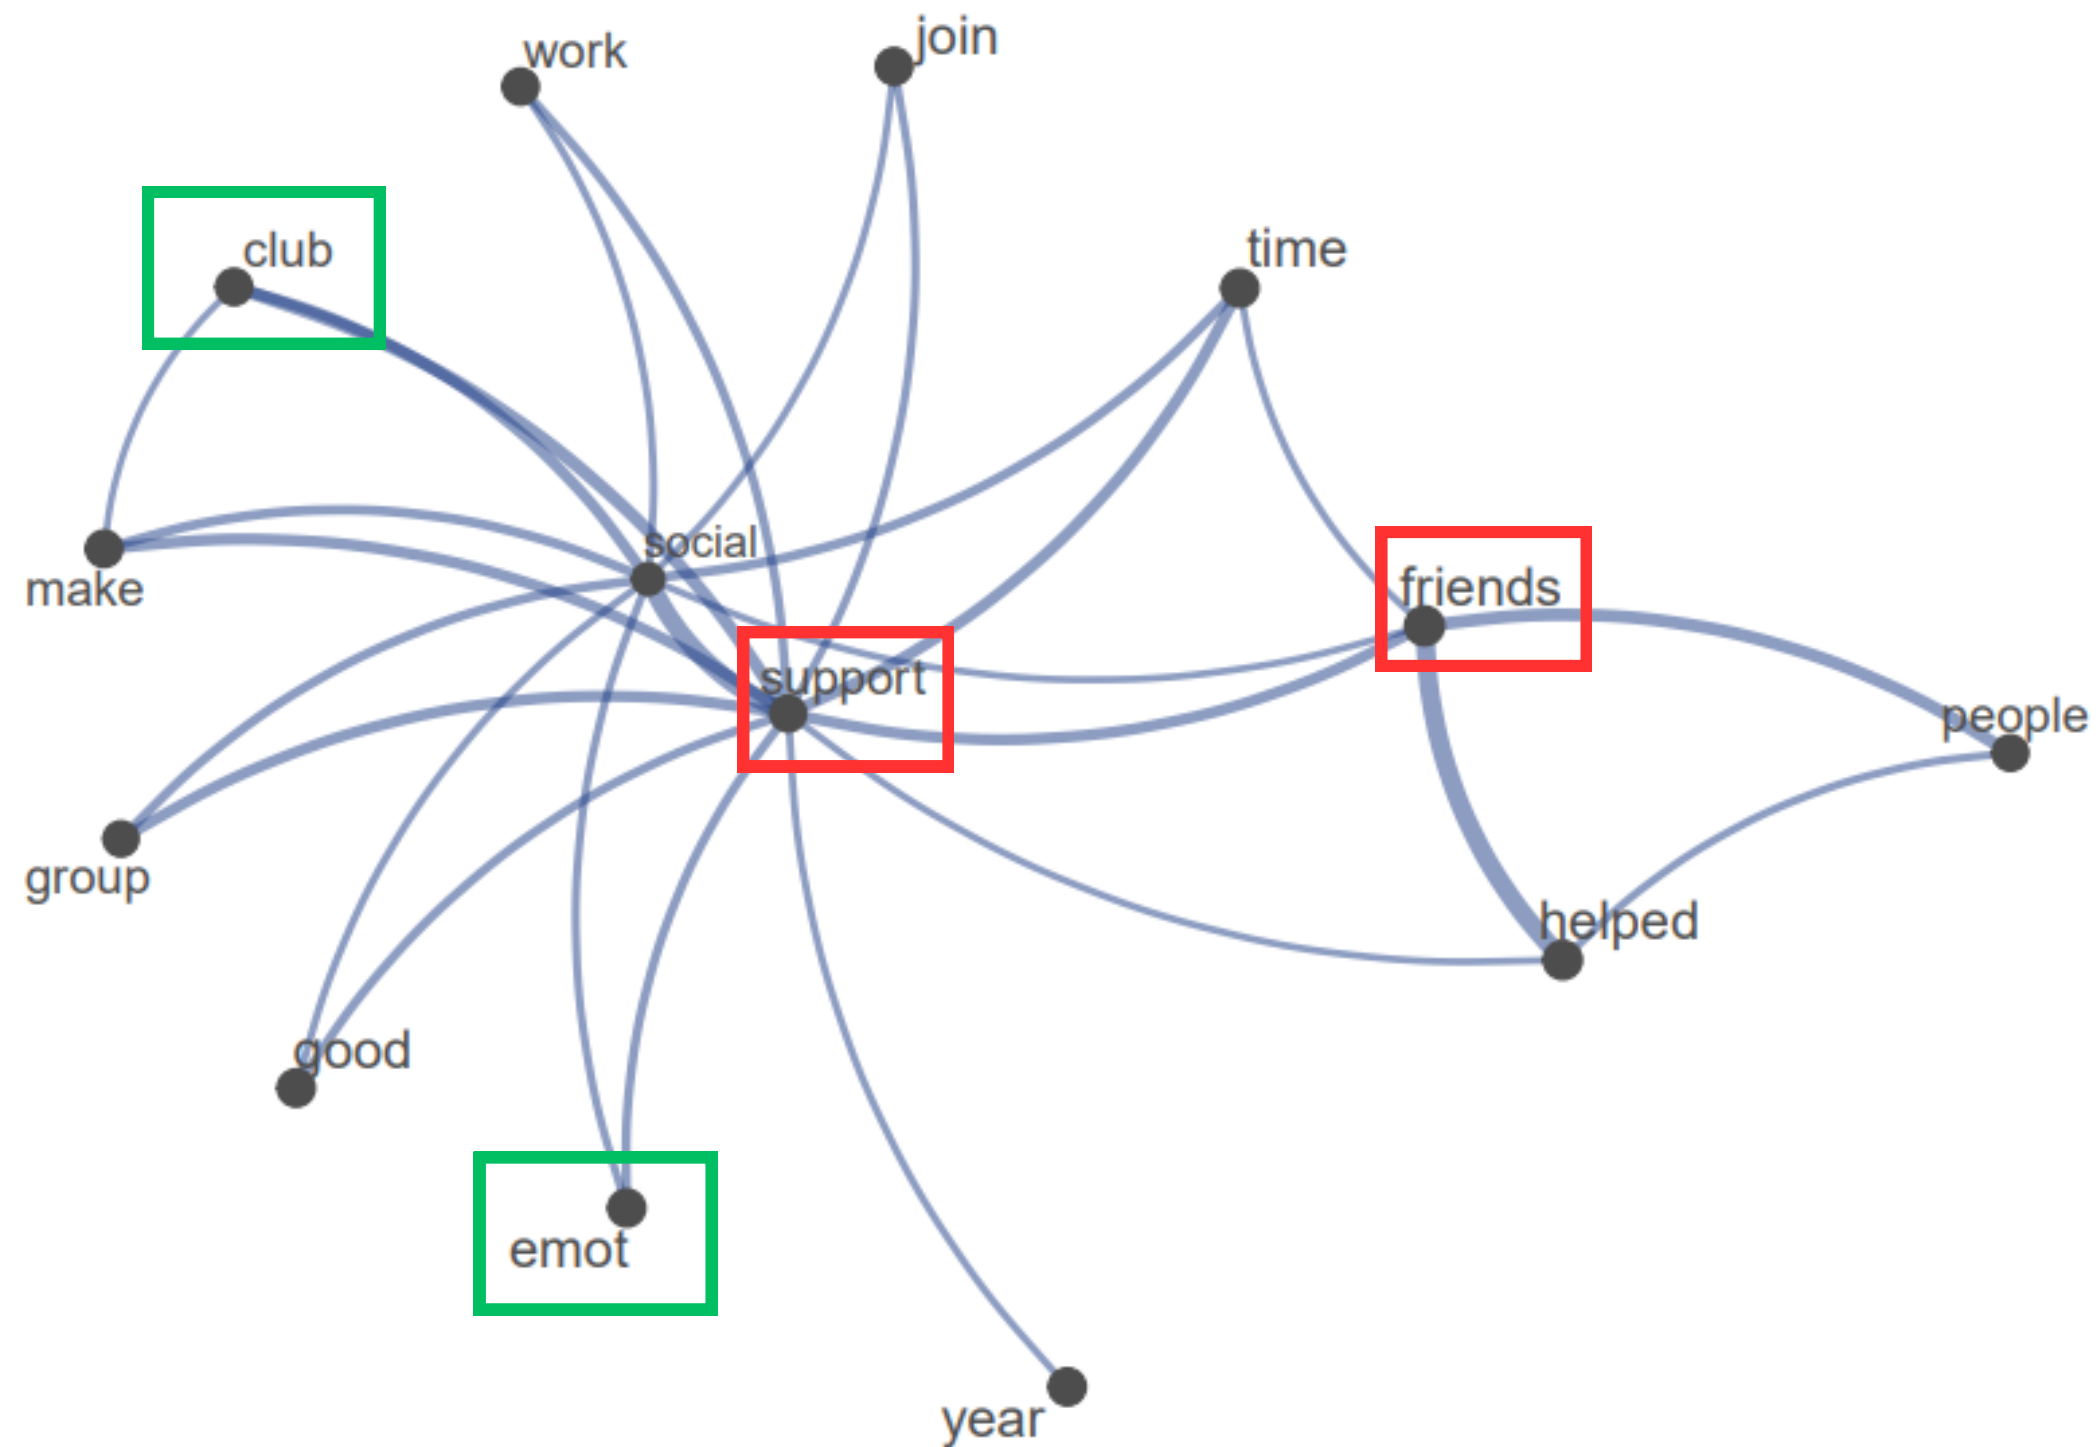 work
join
club
time
social
make
friends
support
people
group
helped
good
emot
year